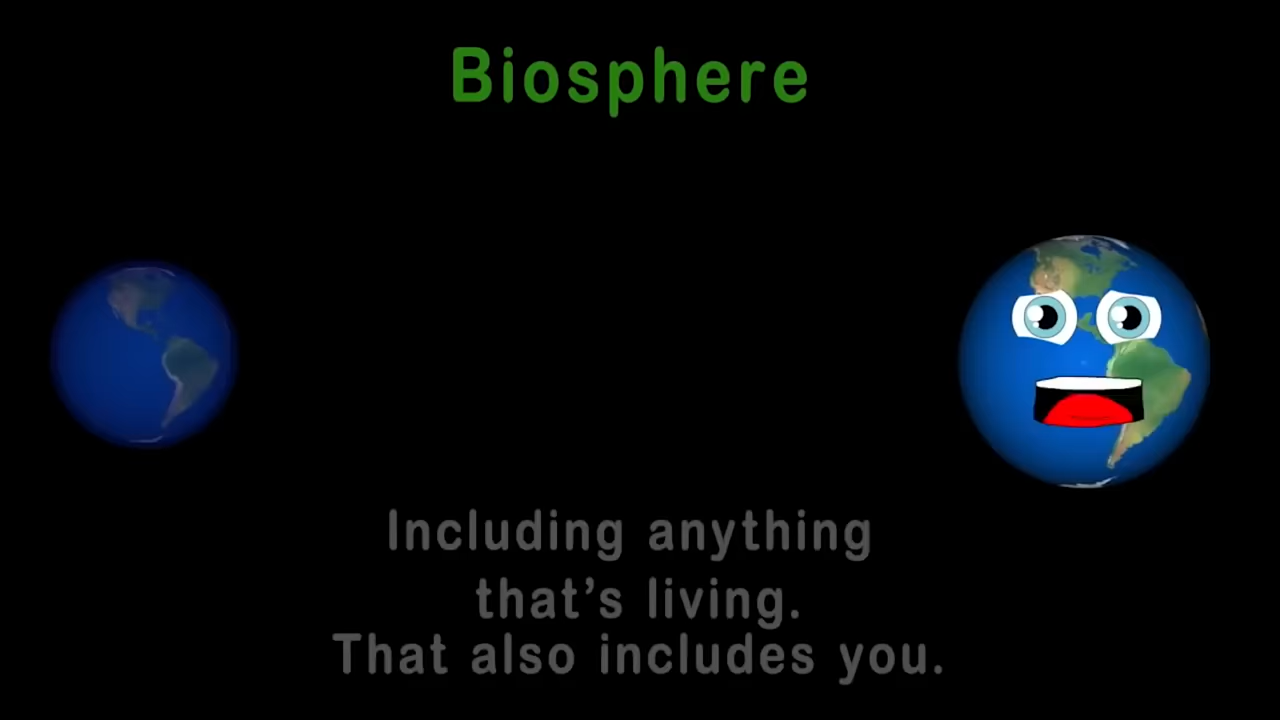 Biosphere
Including anything
that’s living.
That also includes you.